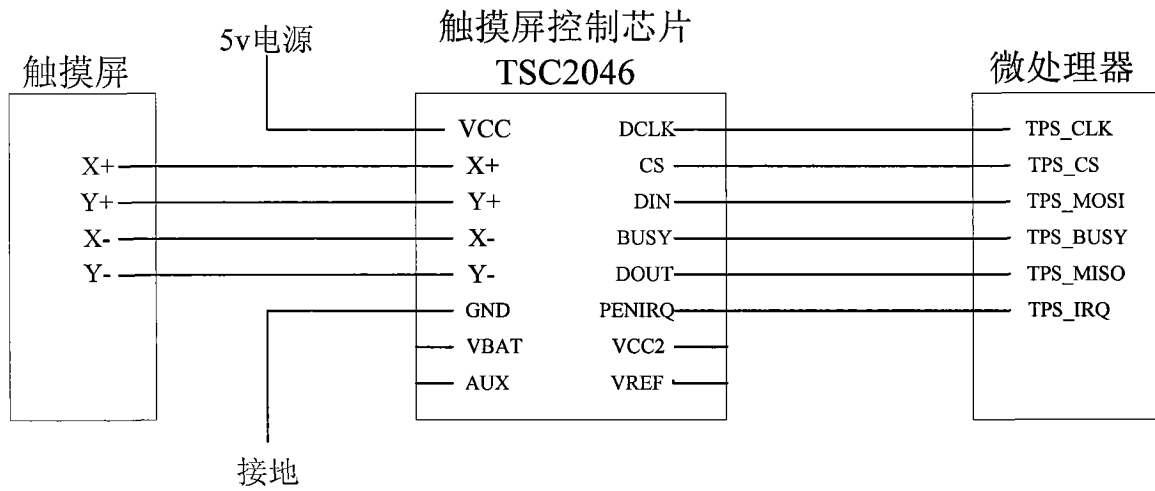 5v电源
触摸屏控制芯片
TSC2046
触摸屏
微处理器
X+
Y+
X-
Y-
VCC
X+
Y+
X-
Y-
GND
VBAT
AUX
DCLK
CS
DIN
BUSY
DOUT
PENIRQ
VCC2
VREF
TPS_CLK
TPS_CS
TPS_MOSI
TPS_BUSY
TPS_MISO
TPS_IRQ
接地